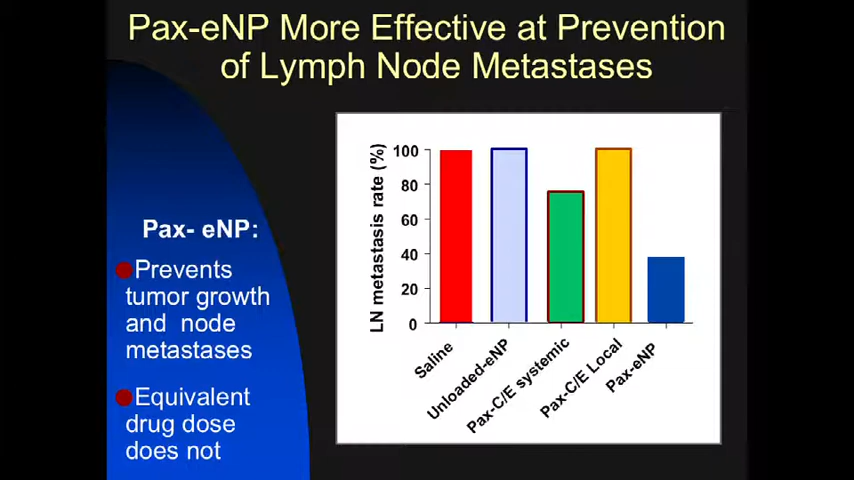 Pax-eNP More Effective at Prevention
of Lymph Node Metastases
Pax- eNP:
Prevents
tumor growth
and node
metastases
Equivalent
drug dose
does not
LN metastasis rate (%)
100
80
60
40
20
0
Saline
Unloaded-eNP
Pax-C/E systemic
Pax-C/E Local
Pax-eNP